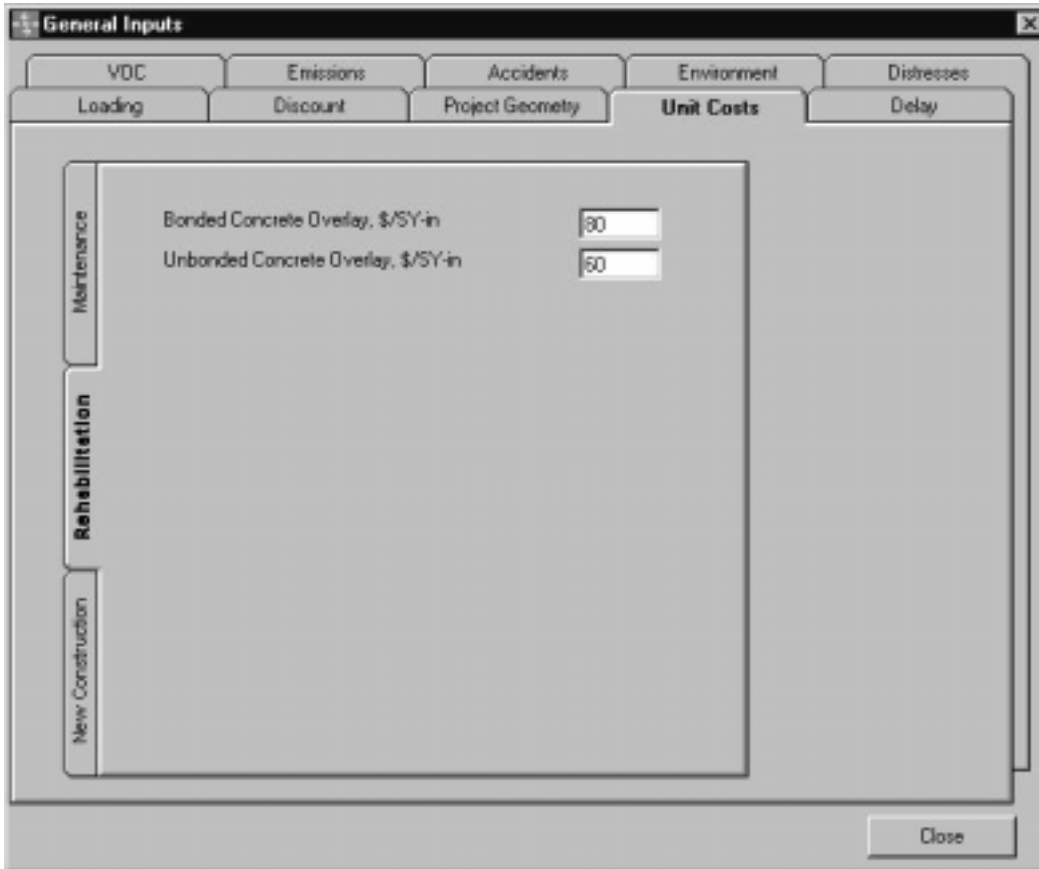 General Inputs
VOC Emissions Accidents Environment Distresses
Loading Discount Project Geometry Unit Costs Delay
Maintenance
Rehabilitation
New Construction
Bonded Concrete Overlay, $/SY-in 80
Unbonded Concrete Overlay, $/SY-in 60
Close